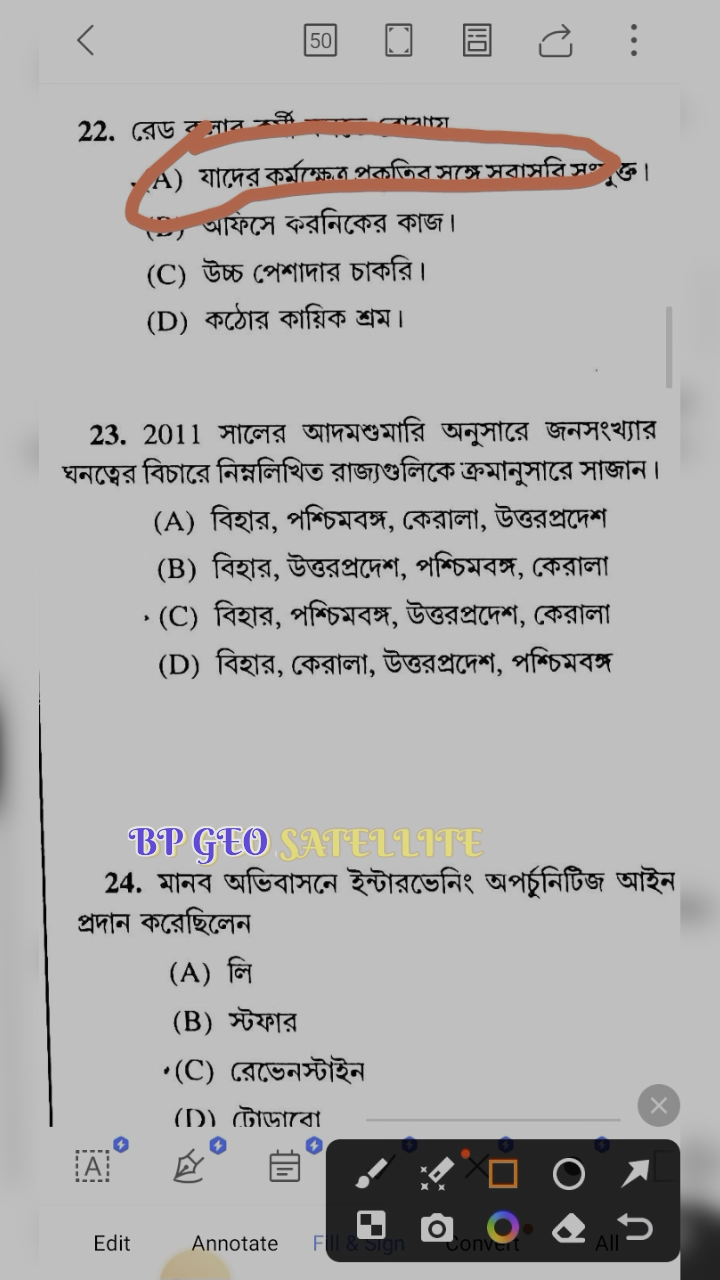 50
22. রেড কলার কর্মী বলতে বোঝায়
(A) যাদের কর্মক্ষেত্র প্রকৃতির সঙ্গে সরাসরি সংযুক্ত।
(B) অফিসে করনিকের কাজ।
(C) উচ্চ পেশাদার চাকরি।
(D) কঠোর কায়িক শ্রম।
23. 2011 সালের আদমশুমারি অনুসারে জনসংখ্যার
ঘনত্বের বিচারে নিম্নলিখিত রাজ্যগুলিকে ক্রমানুসারে সাজান।
(A) বিহার, পশ্চিমবঙ্গ, কেরালা, উত্তরপ্রদেশ
(B) বিহার, উত্তরপ্রদেশ, পশ্চিমবঙ্গ, কেরালা
(C) বিহার, পশ্চিমবঙ্গ, উত্তরপ্রদেশ, কেরালা
(D) বিহার, কেরালা, উত্তরপ্রদেশ, পশ্চিমবঙ্গ
BP GEO SATELLITE
24. মানব অভিবাসনে ইন্টারভেনিং অপর্চুনিটিজ আইন
প্রদান করেছিলেন
(A) লি
(B) স্টফার
(C) রেভেনস্টাইন
(D) টোডারো
A
Edit Annotate Fill & Sign Convert All